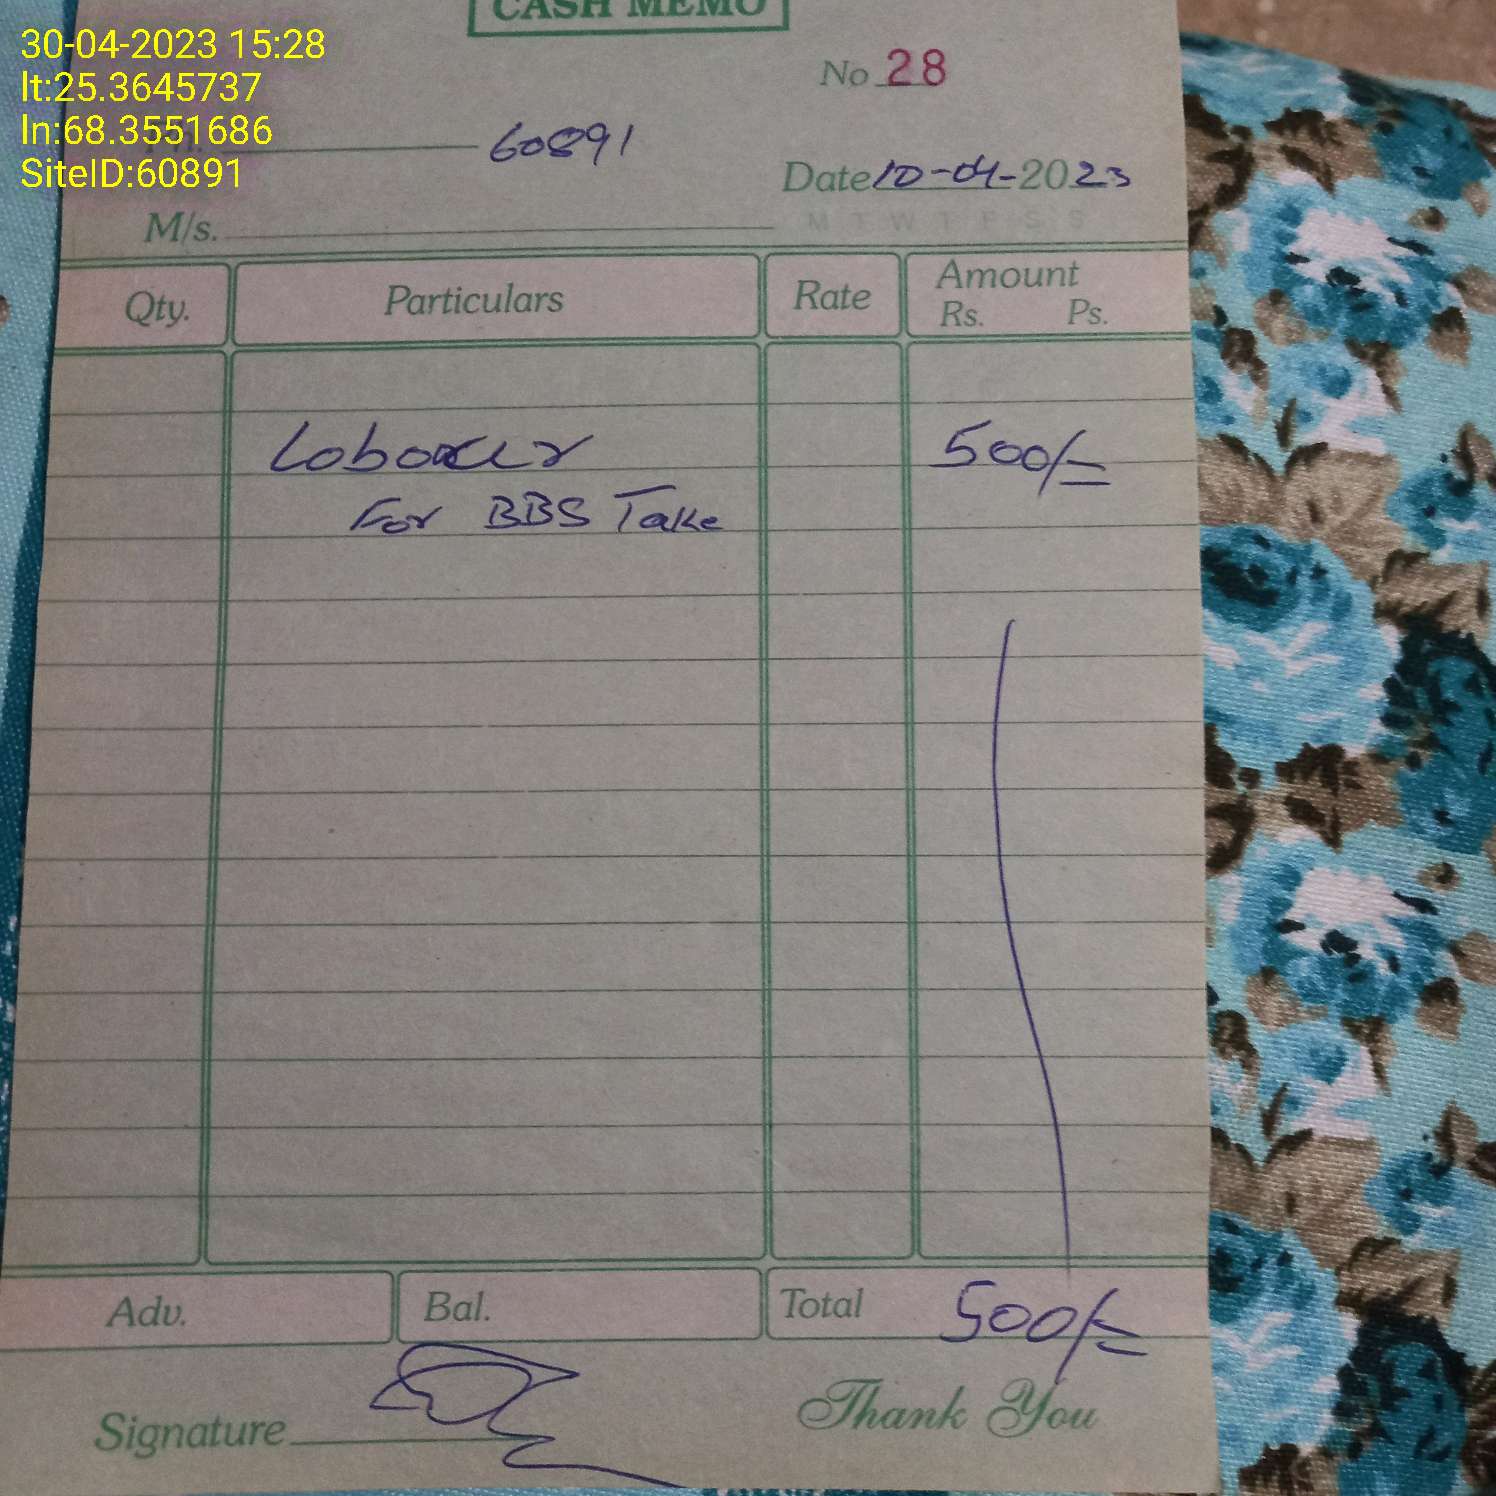 CASH MEMO
30-04-2023 15:28
lt:25.3645737
ln:68.3551686
SiteID:60891
No 28
60891
Date 10-04-2023
M/s.
M T W T F S S
Qty. Particulars Rate Amount
Rs. Ps.
Labourer 500/=
For BBS Take
Adv. Bal. Total 500/=
Signature
Thank You